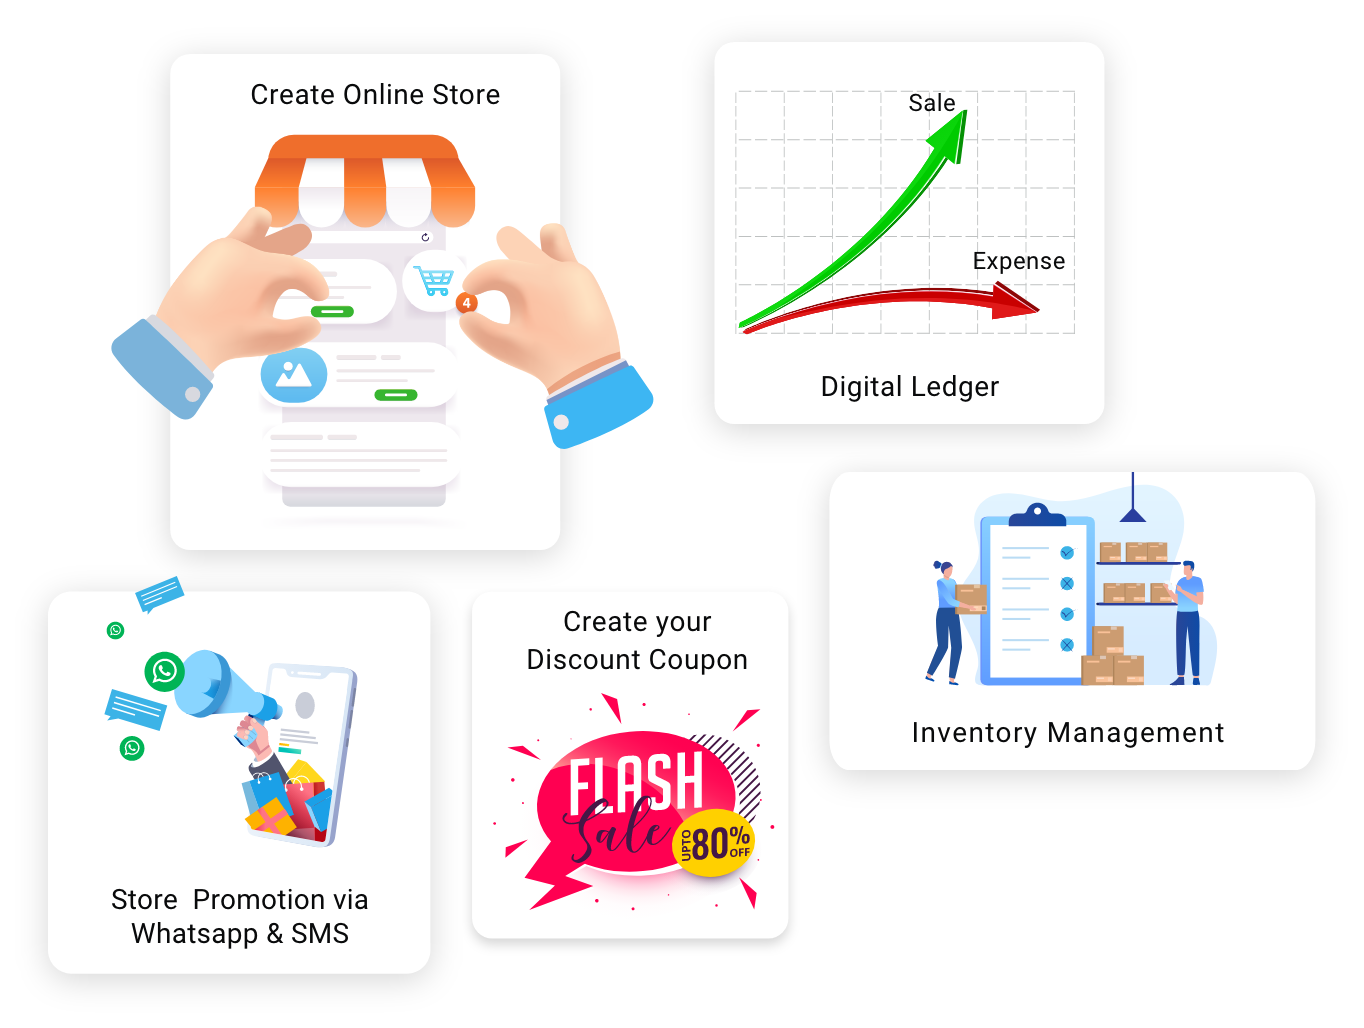 Create Online Store
4
Sale
Expense
Digital Ledger
Inventory Management
Store Promotion via
Whatsapp & SMS
Create your
Discount Coupon
FLASH
Sale
UPTO
80%
OFF